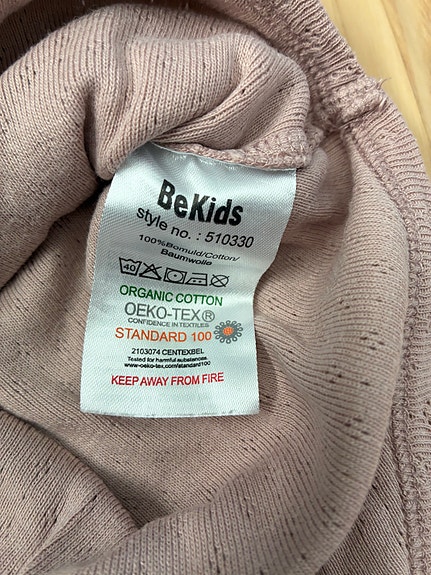 BeKids
style no. : 510330
100%Bomuld/Cotton/
Baumwolle
40
ORGANIC COTTON
OEKO-TEX®
CONFIDENCE IN TEXTILES
STANDARD 100
2103074 CENTEXBEL
Tested for harmful substances.
www.oeko-tex.com/standard100
KEEP AWAY FROM FIRE